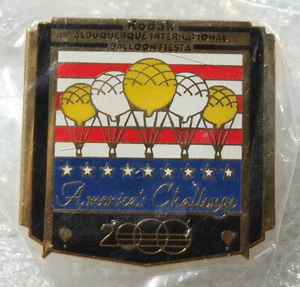 Kodak
ALBUQUERQUE INTERNATIONAL
BALLOON FIESTA
America's Challenge
2000